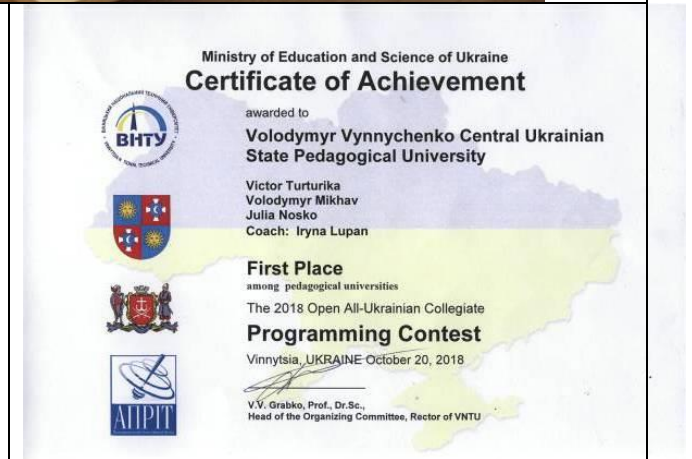 Ministry of Education and Science of Ukraine
Certificate of Achievement
awarded to
Volodymyr Vynnychenko Central Ukrainian
State Pedagogical University
ВНТУ
Victor Turturika
Volodymyr Mikhav
Julia Nosko
Coach: Iryna Lupan
First Place
among pedagogical universities
The 2018 Open All-Ukrainian Collegiate
Programming Contest
Vinnytsia, UKRAINE October 20, 2018
V.V. Grabko, Prof., Dr.Sc.,
Head of the Organizing Committee, Rector of VNTU
АПРІТ